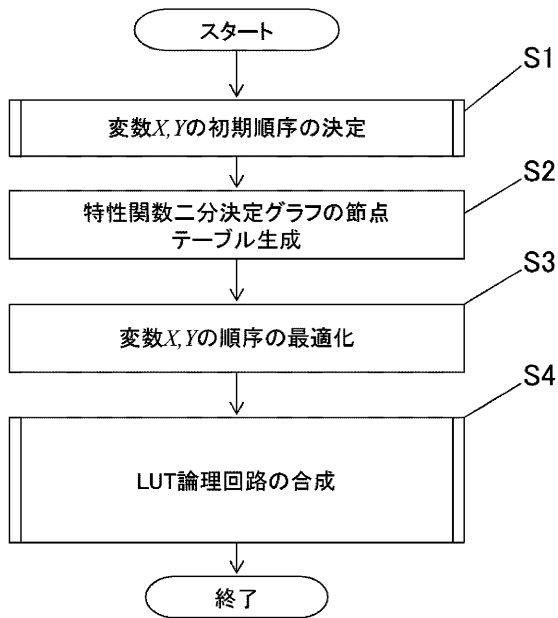 スタート
S1
変数X,Yの初期順序の決定
S2
特性関数二分決定グラフの節点
テーブル生成
S3
変数X,Yの順序の最適化
S4
LUT論理回路の合成
終了